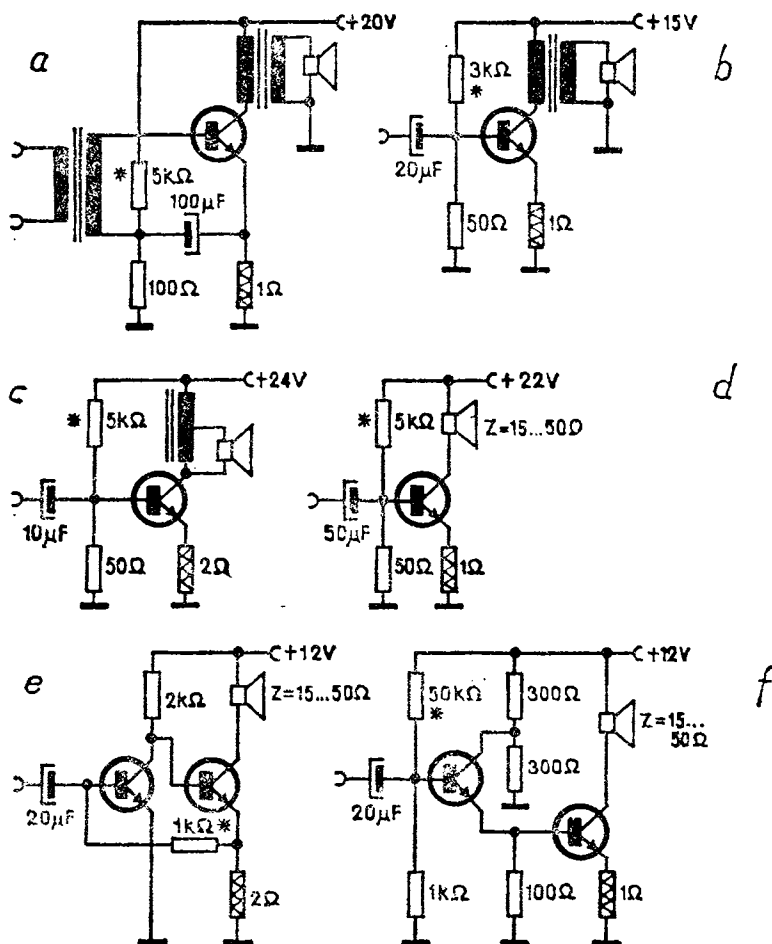 a
+20V
* 5kΩ
100µF
100Ω
1Ω
b
+15V
3kΩ
*
20µF
50Ω
1Ω
c
+24V
* 5kΩ
10µF
50Ω
2Ω
d
+22V
* 5kΩ
Z=15...50Ω
50µF
50Ω
1Ω
e
+12V
2kΩ
Z=15...50Ω
20µF
1kΩ*
2Ω
f
+12V
50kΩ
*
300Ω
Z=15...
50Ω
300Ω
20µF
1kΩ
100Ω
1Ω